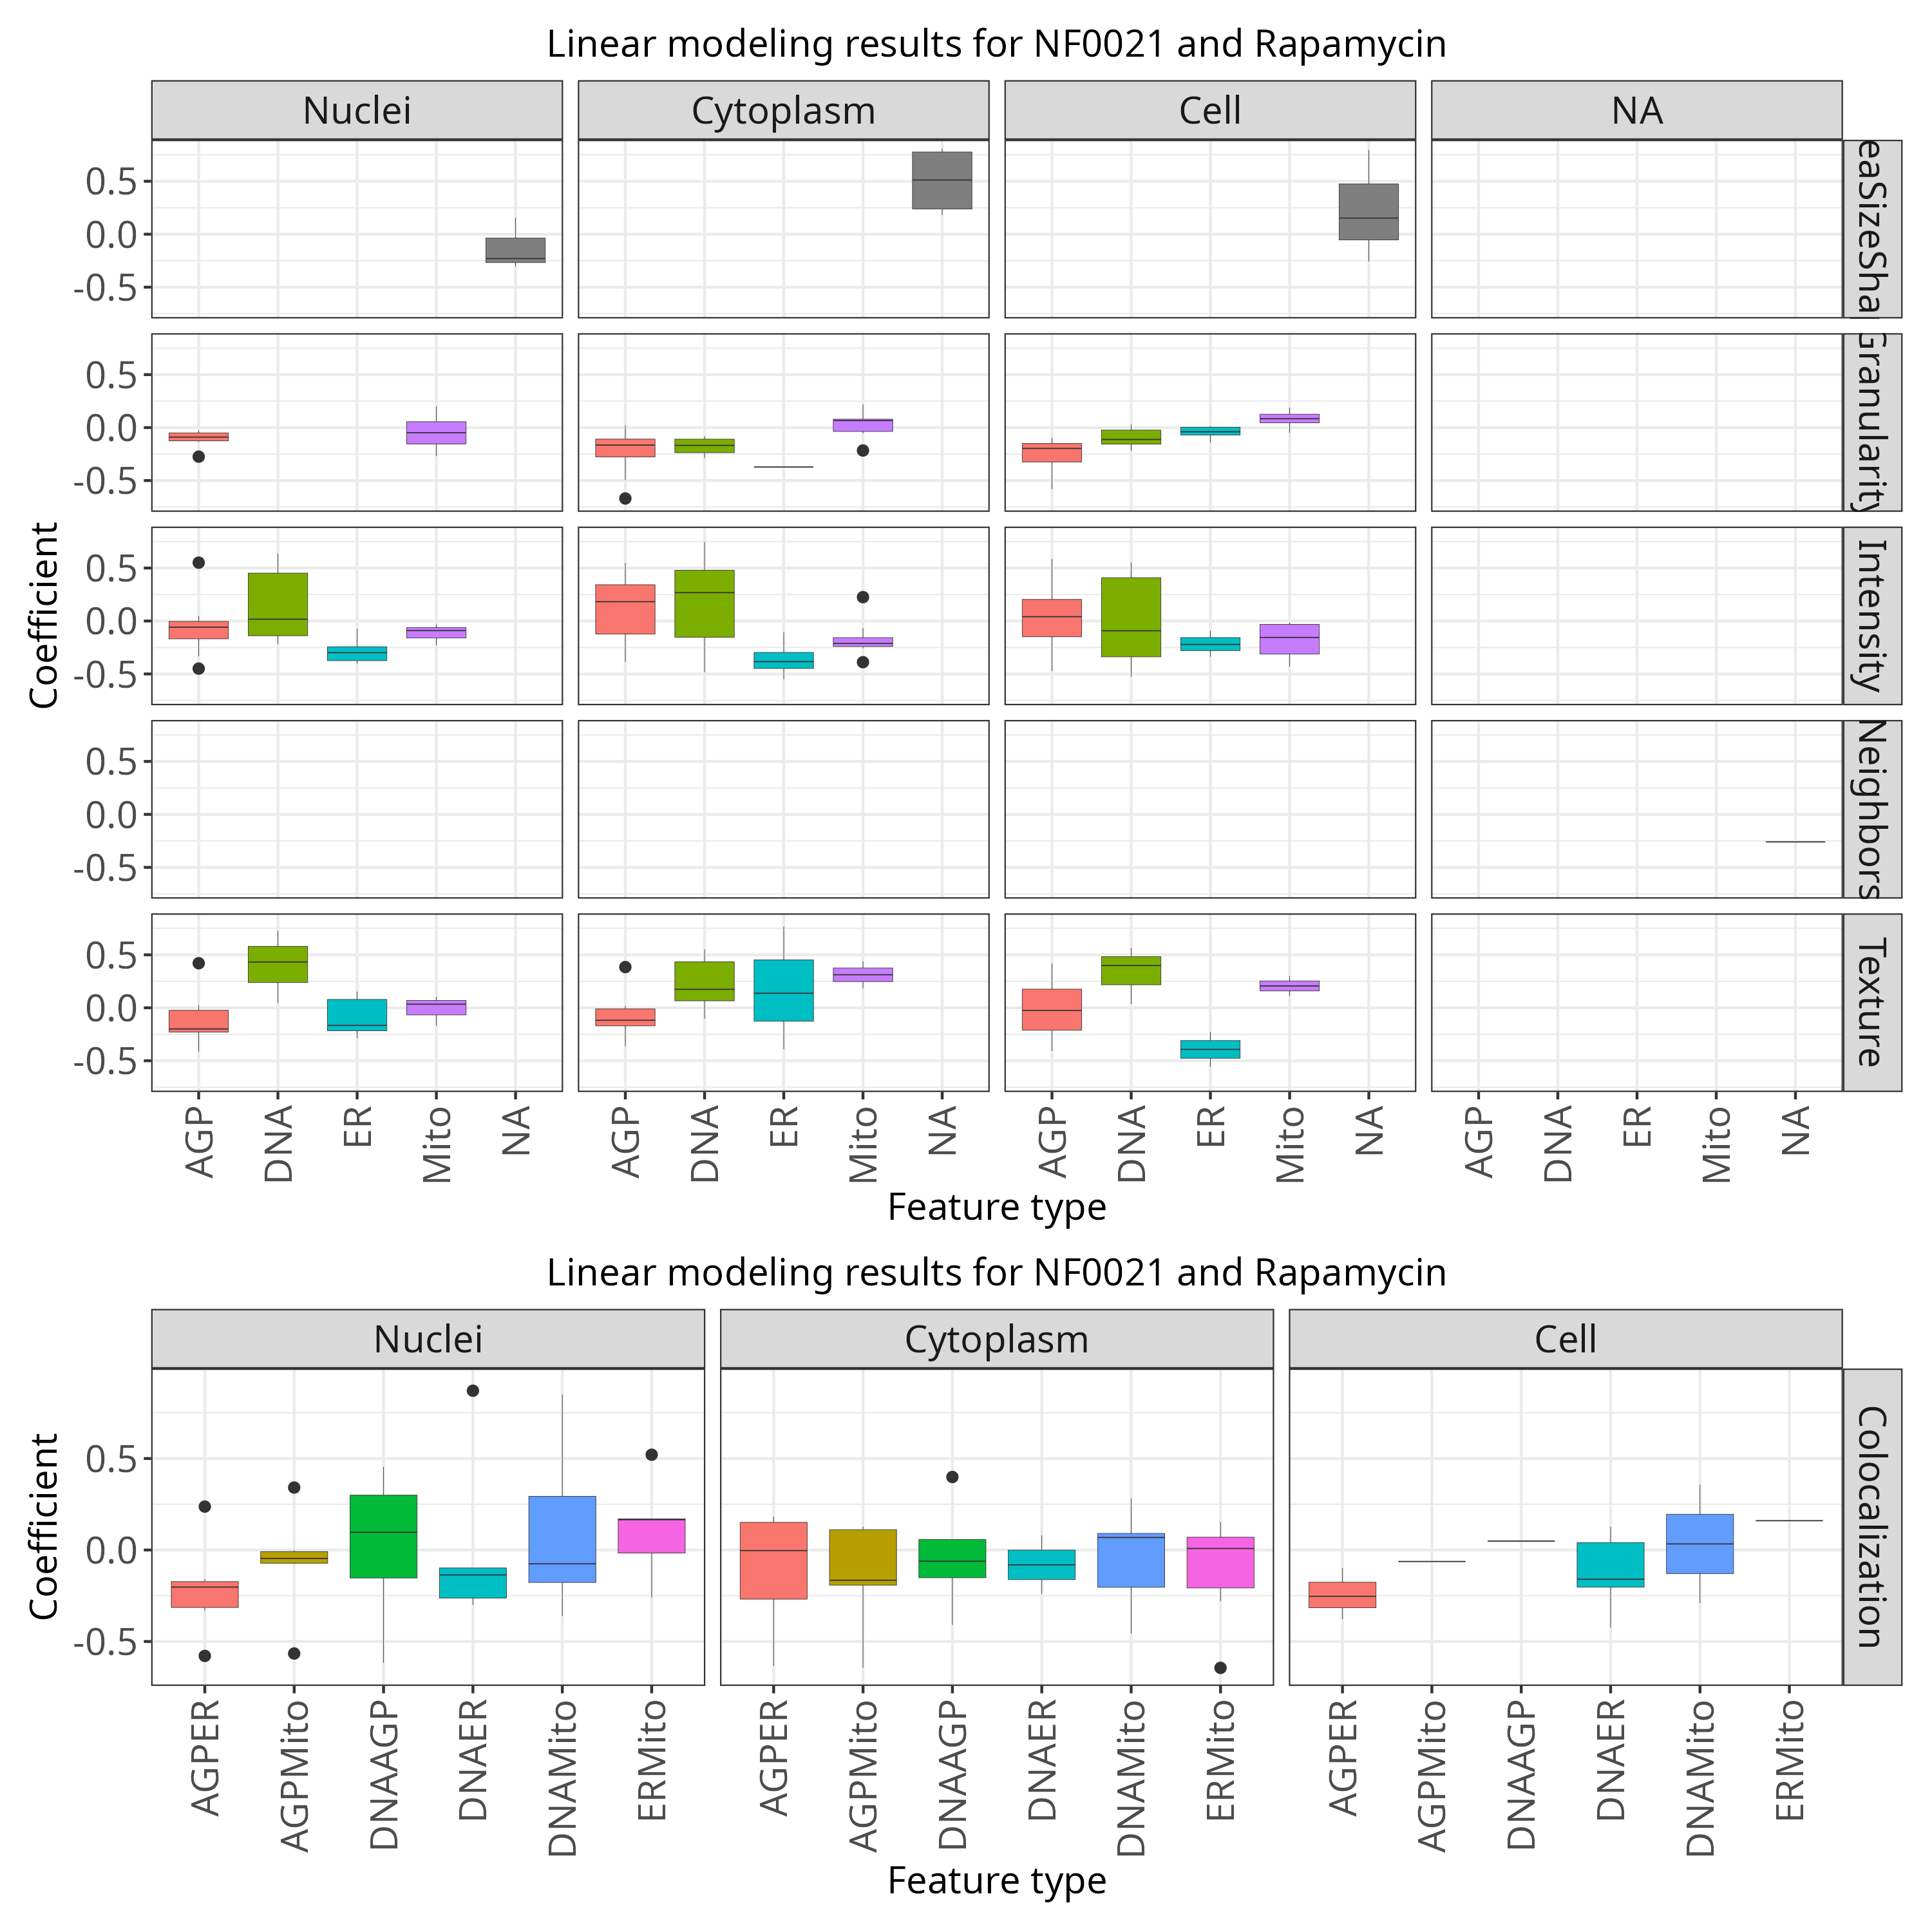 Linear modeling results for NF0021 and Rapamycin
Nuclei Cytoplasm Cell NA
0.5
0.0
-0.5
eaSizeSha
0.5
0.0
-0.5
Granularity
0.5
0.0
-0.5
Intensity
0.5
0.0
-0.5
Neighbors
0.5
0.0
-0.5
Texture
Coefficient
AGP DNA ER Mito NA AGP DNA ER Mito NA AGP DNA ER Mito NA AGP DNA ER Mito NA
Feature type
Linear modeling results for NF0021 and Rapamycin
Nuclei Cytoplasm Cell
0.5
0.0
-0.5
Colocalization
Coefficient
AGPER AGPMito DNAAGP DNAER DNAMito ERMito AGPER AGPMito DNAAGP DNAER DNAMito ERMito AGPER AGPMito DNAAGP DNAER DNAMito ERMito
Feature type